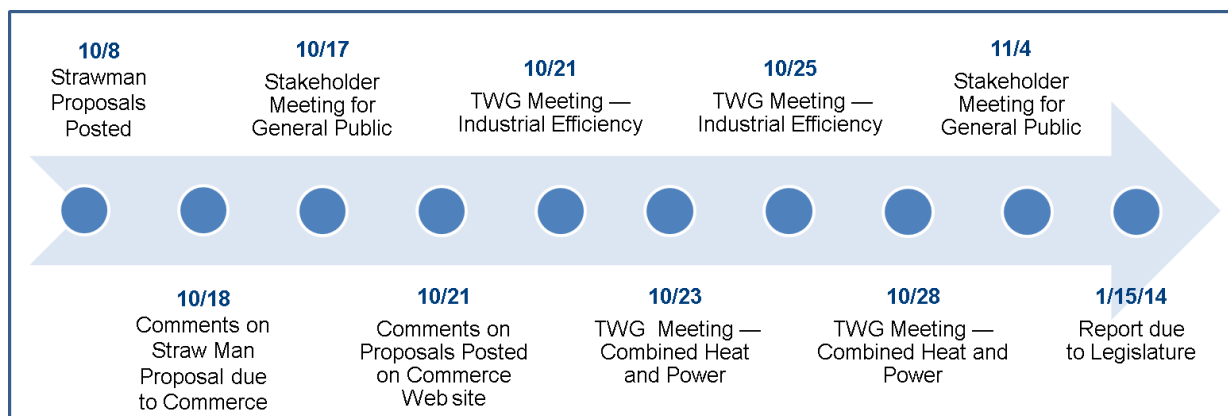 10/8
Strawman
Proposals
Posted
10/17
Stakeholder
Meeting for
General Public
10/21
TWG Meeting —
Industrial Efficiency
10/25
TWG Meeting —
Industrial Efficiency
11/4
Stakeholder
Meeting for
General Public
10/18
Comments on
Straw Man
Proposal due
to Commerce
10/21
Comments on
Proposals Posted
on Commerce
Web site
10/23
TWG  Meeting —
Combined Heat
and Power
10/28
TWG Meeting —
Combined Heat and
Power
1/15/14
Report due
to Legislature